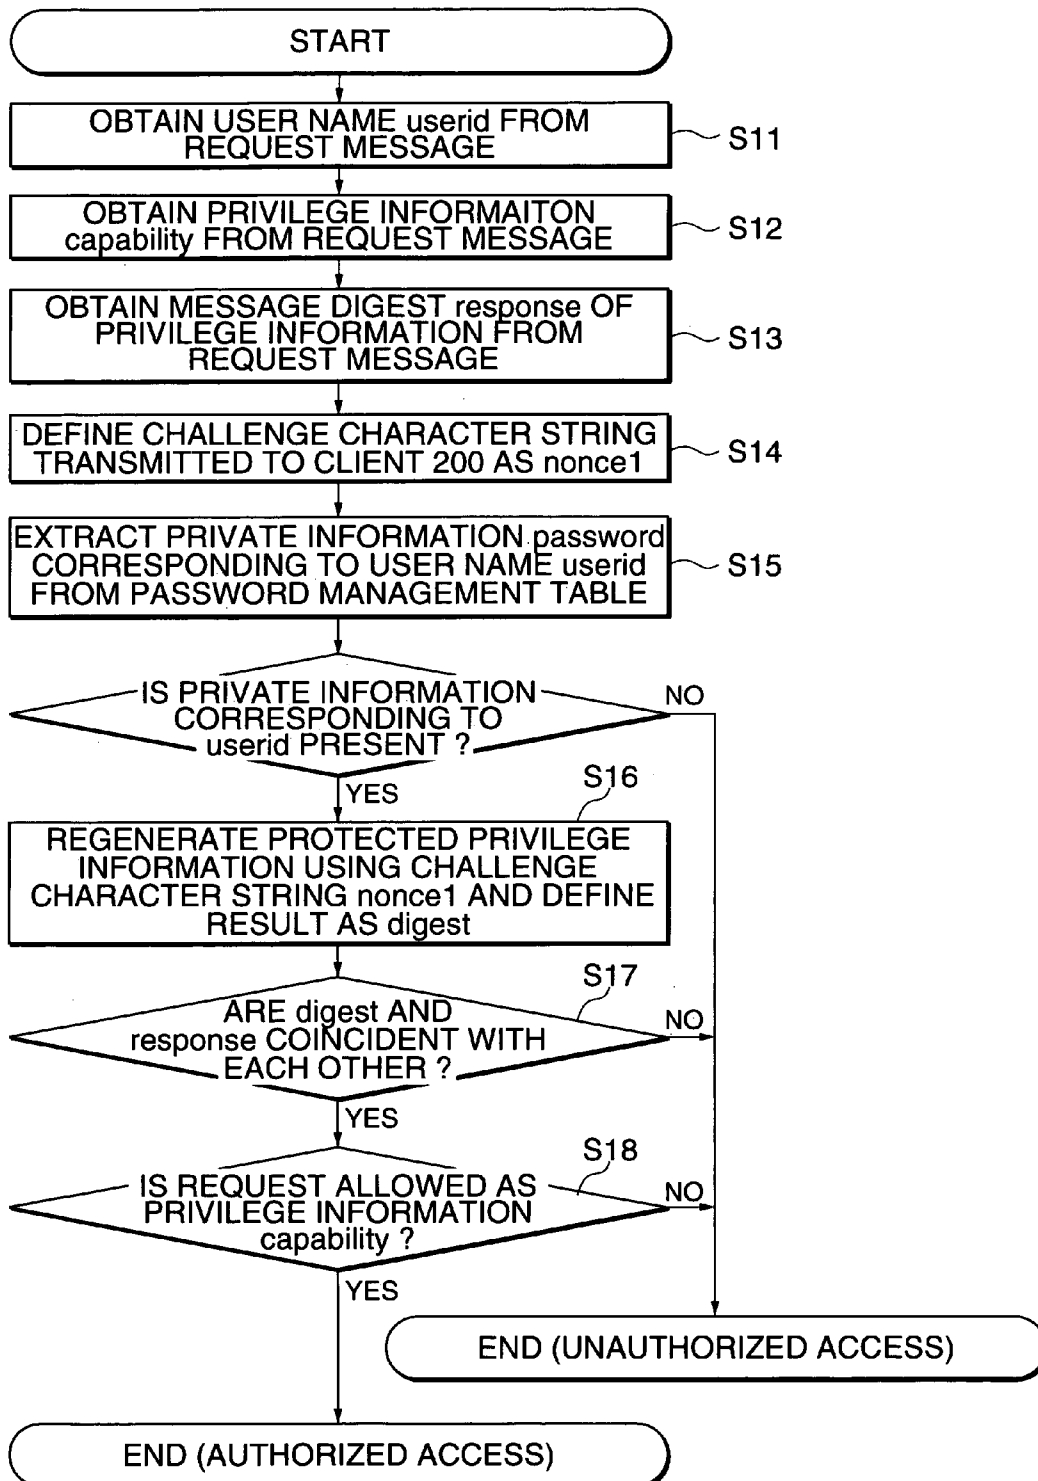 START
OBTAIN USER NAME userid FROM
REQUEST MESSAGE
S11
OBTAIN PRIVILEGE INFORMAITON
capability FROM REQUEST MESSAGE
S12
OBTAIN MESSAGE DIGEST response OF
PRIVILEGE INFORMATION FROM
REQUEST MESSAGE
S13
DEFINE CHALLENGE CHARACTER STRING
TRANSMITTED TO CLIENT 200 AS nonce1
S14
EXTRACT PRIVATE INFORMATION password
CORRESPONDING TO USER NAME userid
FROM PASSWORD MANAGEMENT TABLE
S15
IS PRIVATE INFORMATION
CORRESPONDING TO
userid PRESENT ?
NO
YES
S16
REGENERATE PROTECTED PRIVILEGE
INFORMATION USING CHALLENGE
CHARACTER STRING nonce1 AND DEFINE
RESULT AS digest
S17
ARE digest AND
response COINCIDENT WITH
EACH OTHER ?
NO
YES
S18
IS REQUEST ALLOWED AS
PRIVILEGE INFORMATION
capability ?
NO
YES
END (UNAUTHORIZED ACCESS)
END (AUTHORIZED ACCESS)